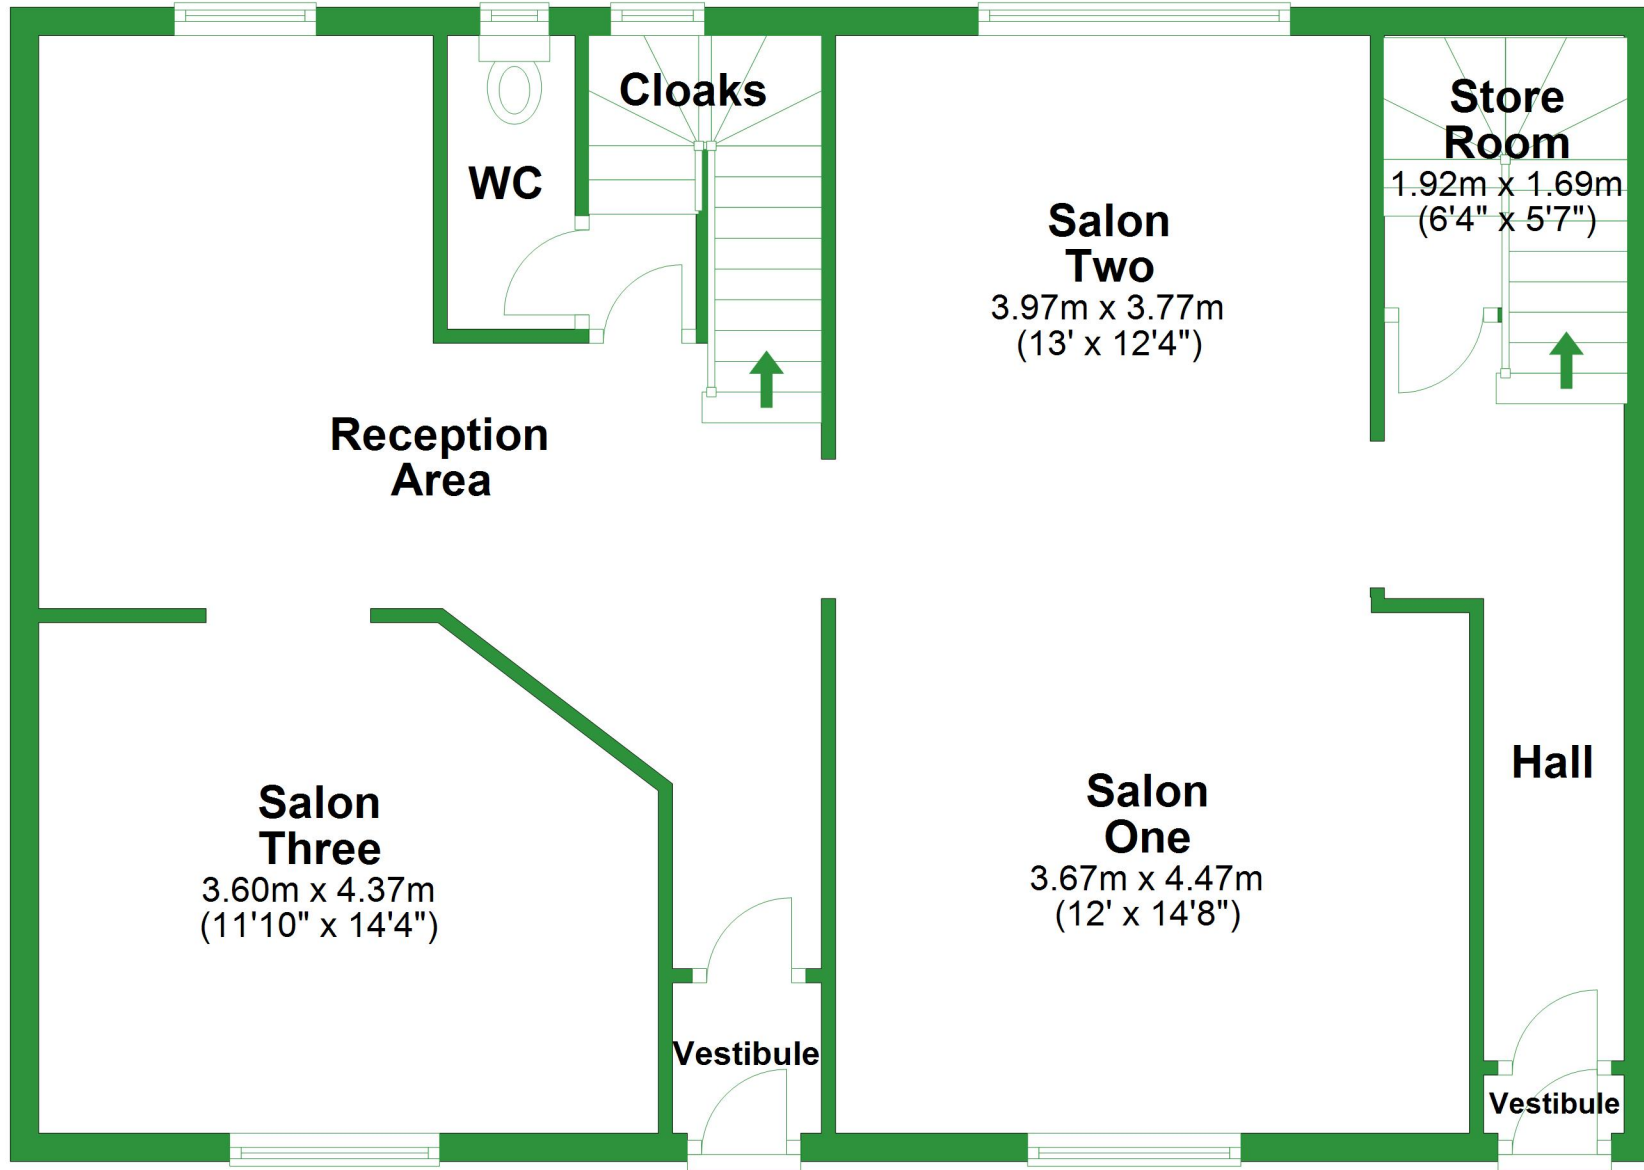 Cloaks
WC
Store
Room
1.92m x 1.69m
(6'4" x 5'7")
Salon
Two
3.97m x 3.77m
(13' x 12'4")
Reception
Area
Salon
Three
3.60m x 4.37m
(11'10" x 14'4")
Salon
One
3.67m x 4.47m
(12' x 14'8")
Hall
Vestibule
Vestibule